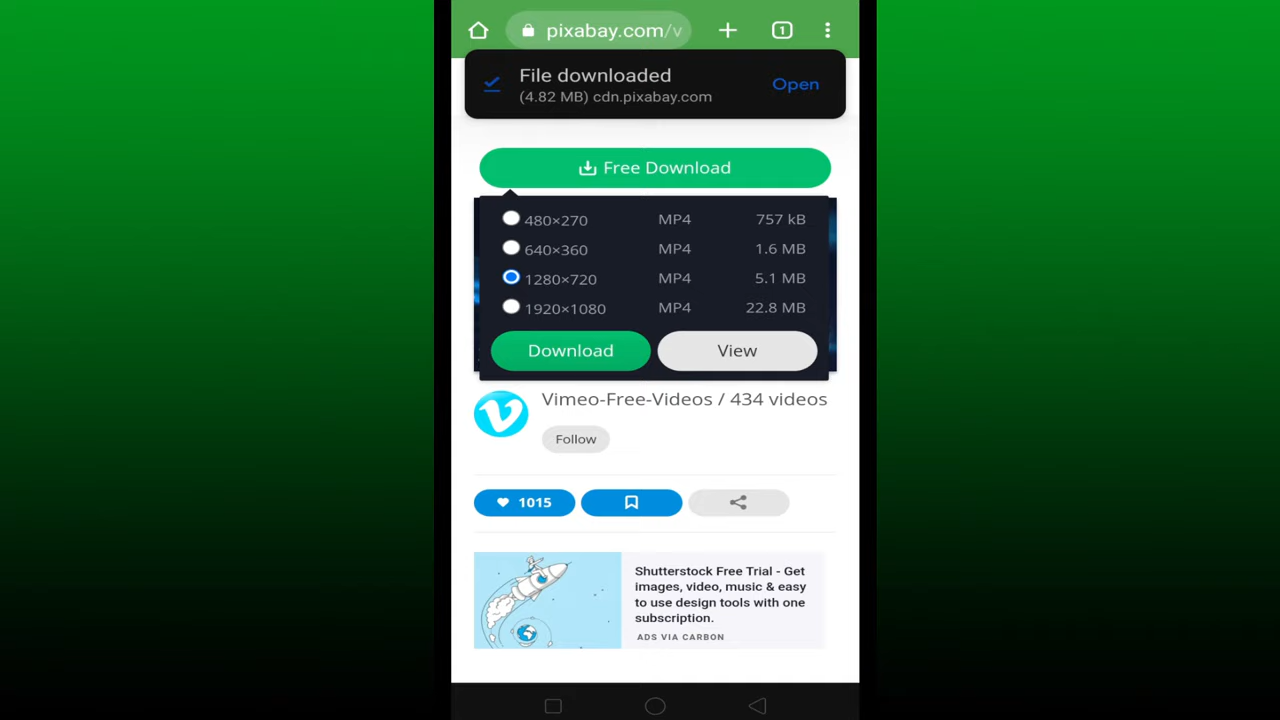 pixabay.com/v
1
File downloaded
(4.82 MB) cdn.pixabay.com
Open
Free Download
480×270 MP4 757 kB
640×360 MP4 1.6 MB
1280×720 MP4 5.1 MB
1920×1080 MP4 22.8 MB
Download View
Vimeo-Free-Videos / 434 videos
Follow
1015
Shutterstock Free Trial - Get
images, video, music & easy
to use design tools with one
subscription.
ADS VIA CARBON